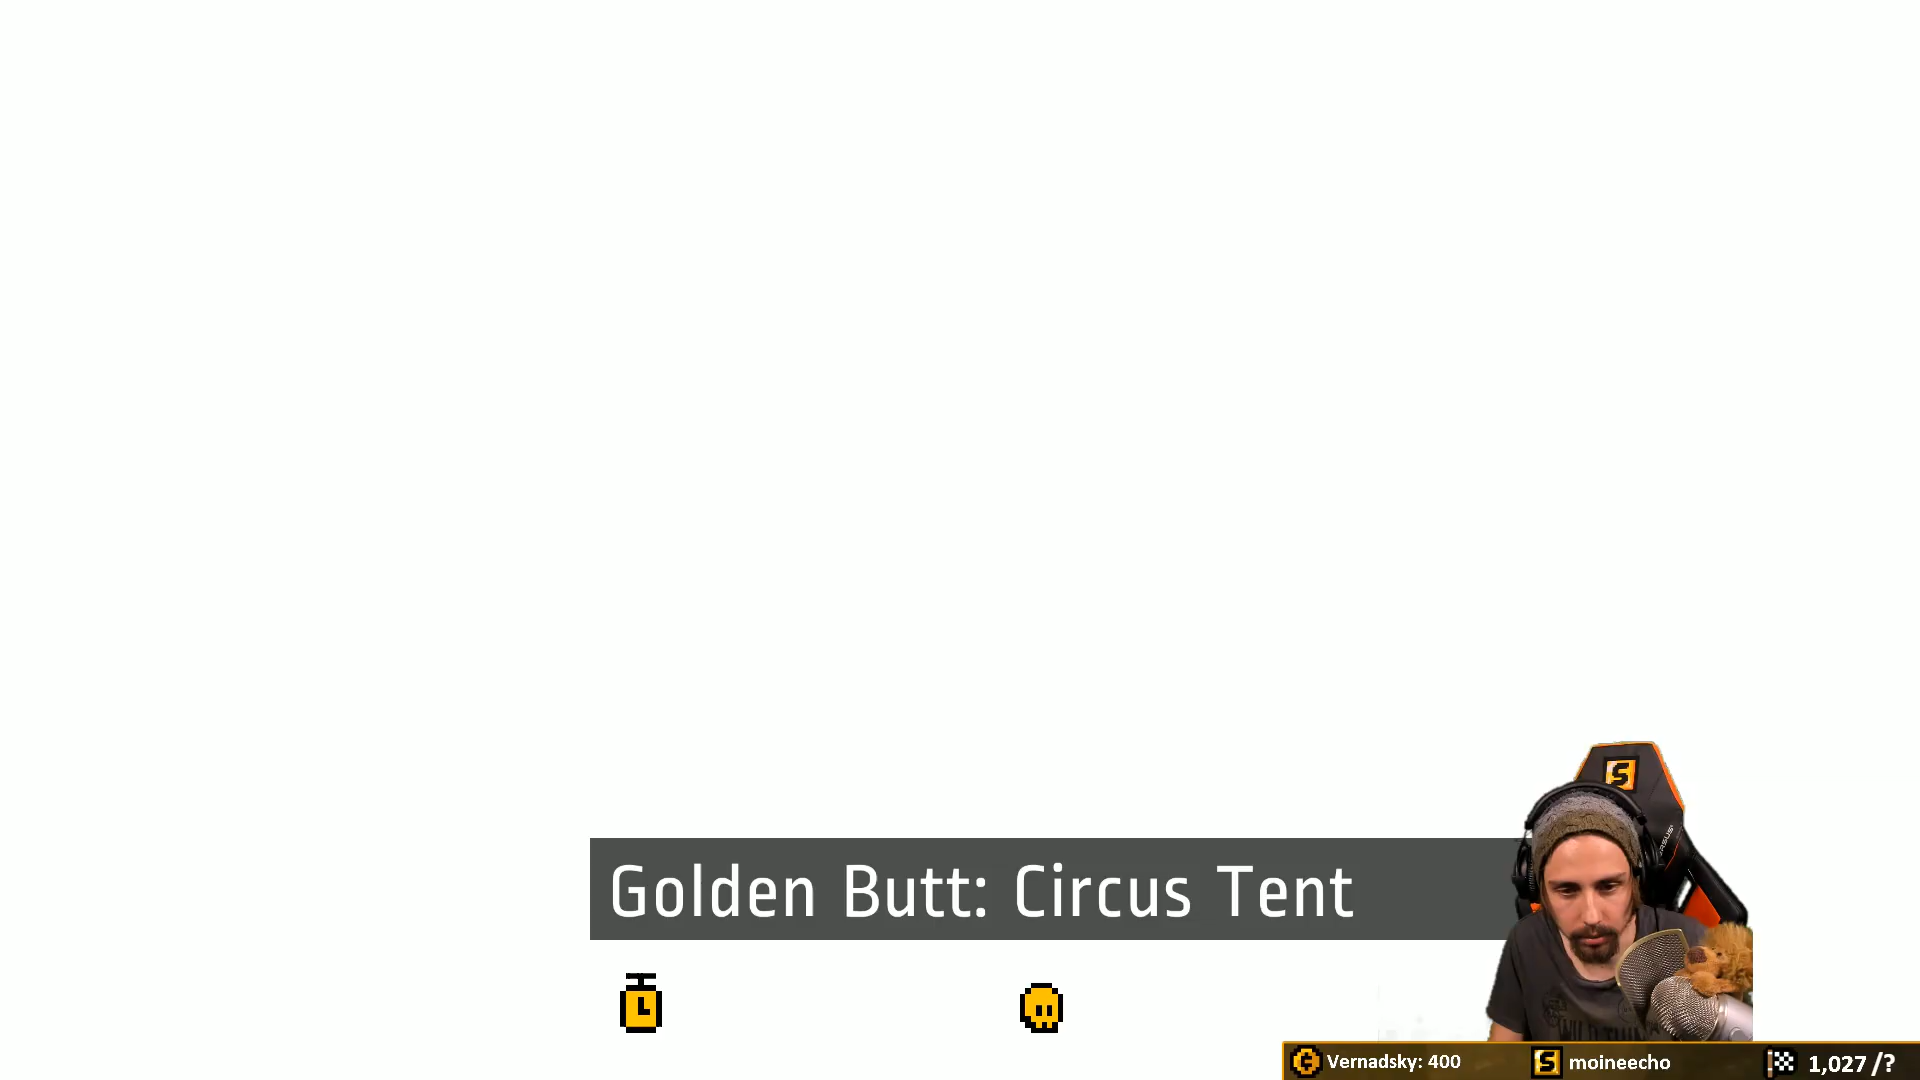 Golden Butt: Circus Tent
S
Vernadsky: 400
S
moineecho
1,027 /?